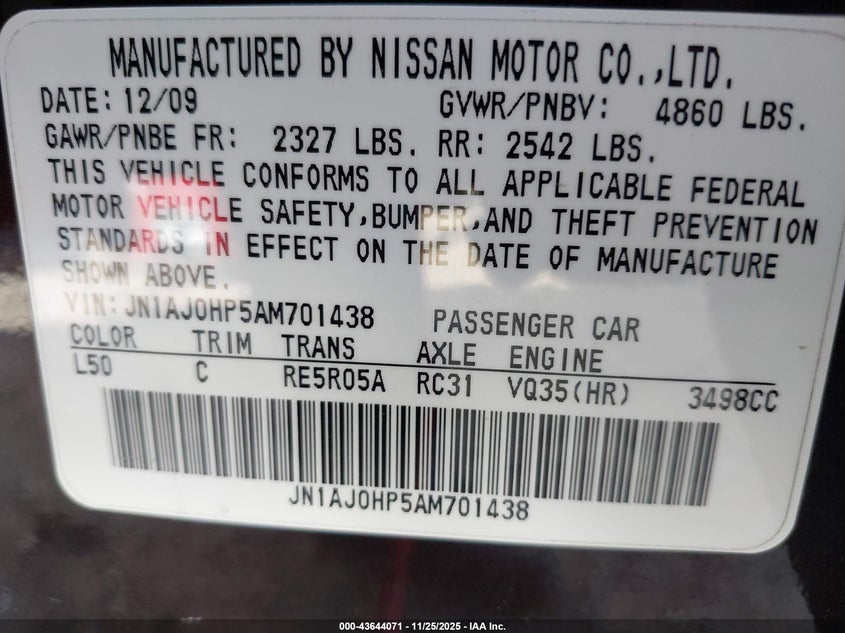 MANUFACTURED BY NISSAN MOTOR CO.,LTD.
DATE: 12/09 GVWR/PNBV: 4860 LBS.
GAWR/PNBE FR: 2327 LBS. RR: 2542 LBS.
THIS VEHICLE CONFORMS TO ALL APPLICABLE FEDERAL
MOTOR VEHICLE SAFETY,BUMPER,AND THEFT PREVENTION
STANDARDS IN EFFECT ON THE DATE OF MANUFACTURE
SHOWN ABOVE.
VIN:JN1AJ0HP5AM701438 PASSENGER CAR
COLOR TRIM TRANS AXLE ENGINE
L50 C RE5R05A RC31 VQ35(HR) 3498CC
JN1AJ0HP5AM701438
000-43644071 - 11/25/2025 - IAA Inc.